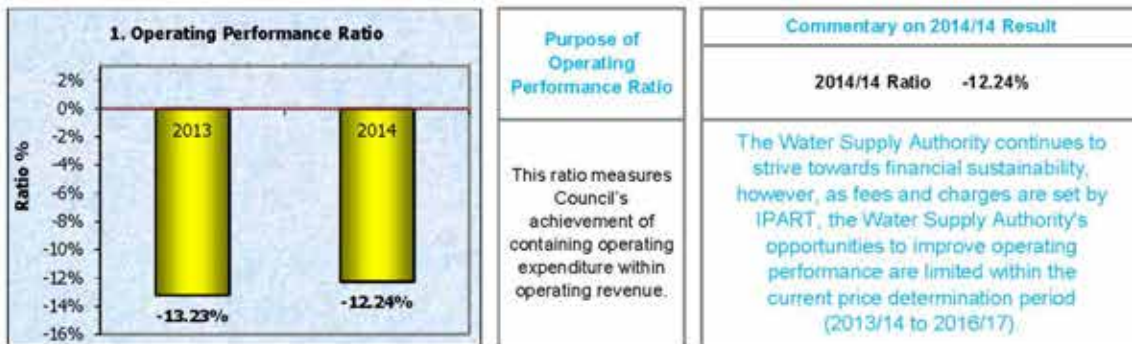 1. Operating Performance Ratio
2%
0%
-2%
-4%
-6%
-8%
-10%
-12%
-14%
-16%
Ratio %
2013
2014
-13.23%
-12.24%
Purpose of
Operating
Performance Ratio
This ratio measures
Council's
achievement of
containing operating
expenditure within
operating revenue.
Commentary on 2014/14 Result
2014/14 Ratio -12.24%
The Water Supply Authority continues to
strive towards financial sustainability,
however, as fees and charges are set by
IPART, the Water Supply Authority's
opportunities to improve operating
performance are limited within the
current price determination period
(2013/14 to 2016/17).